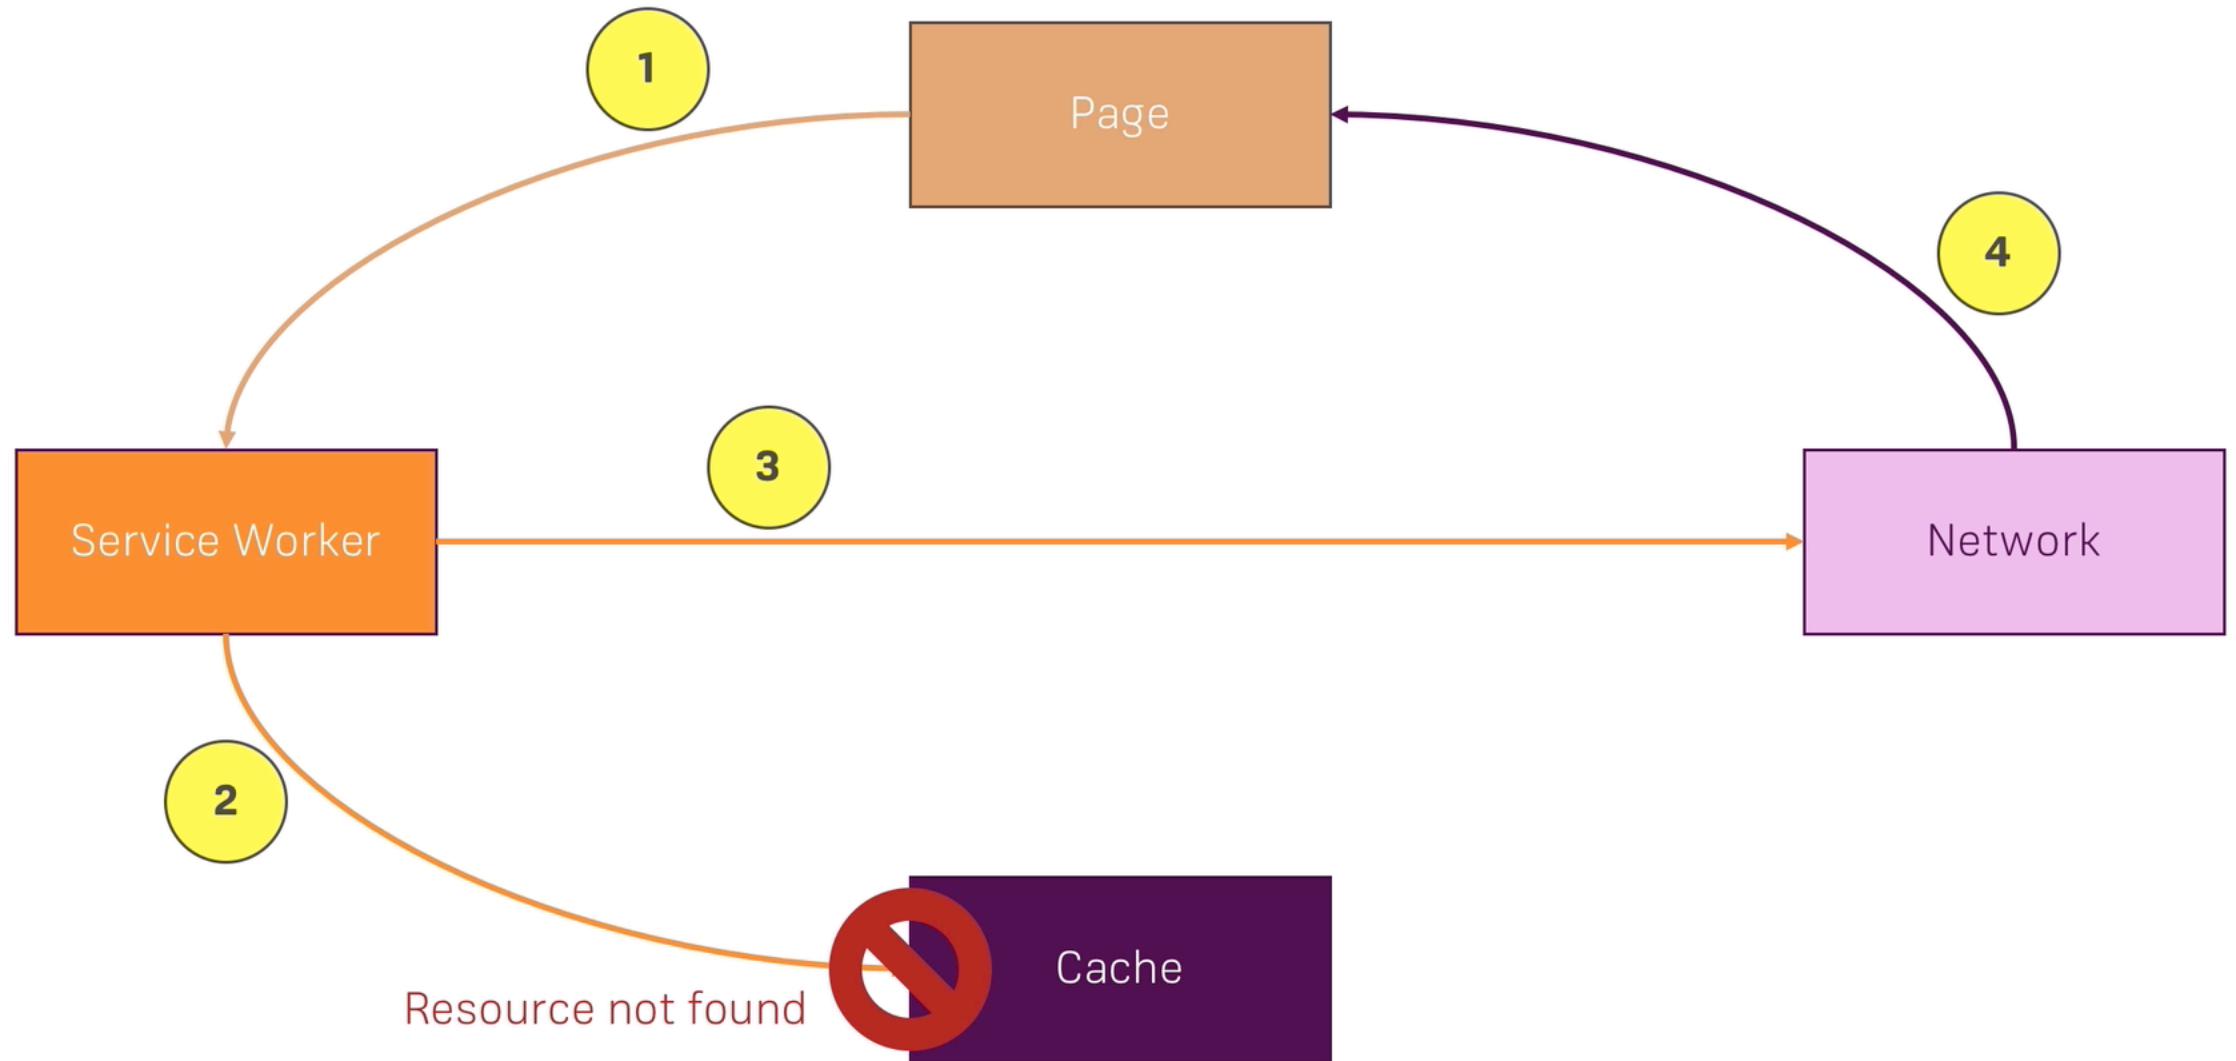 1
Page
4
3
Service Worker
Network
2
Cache
Resource not found